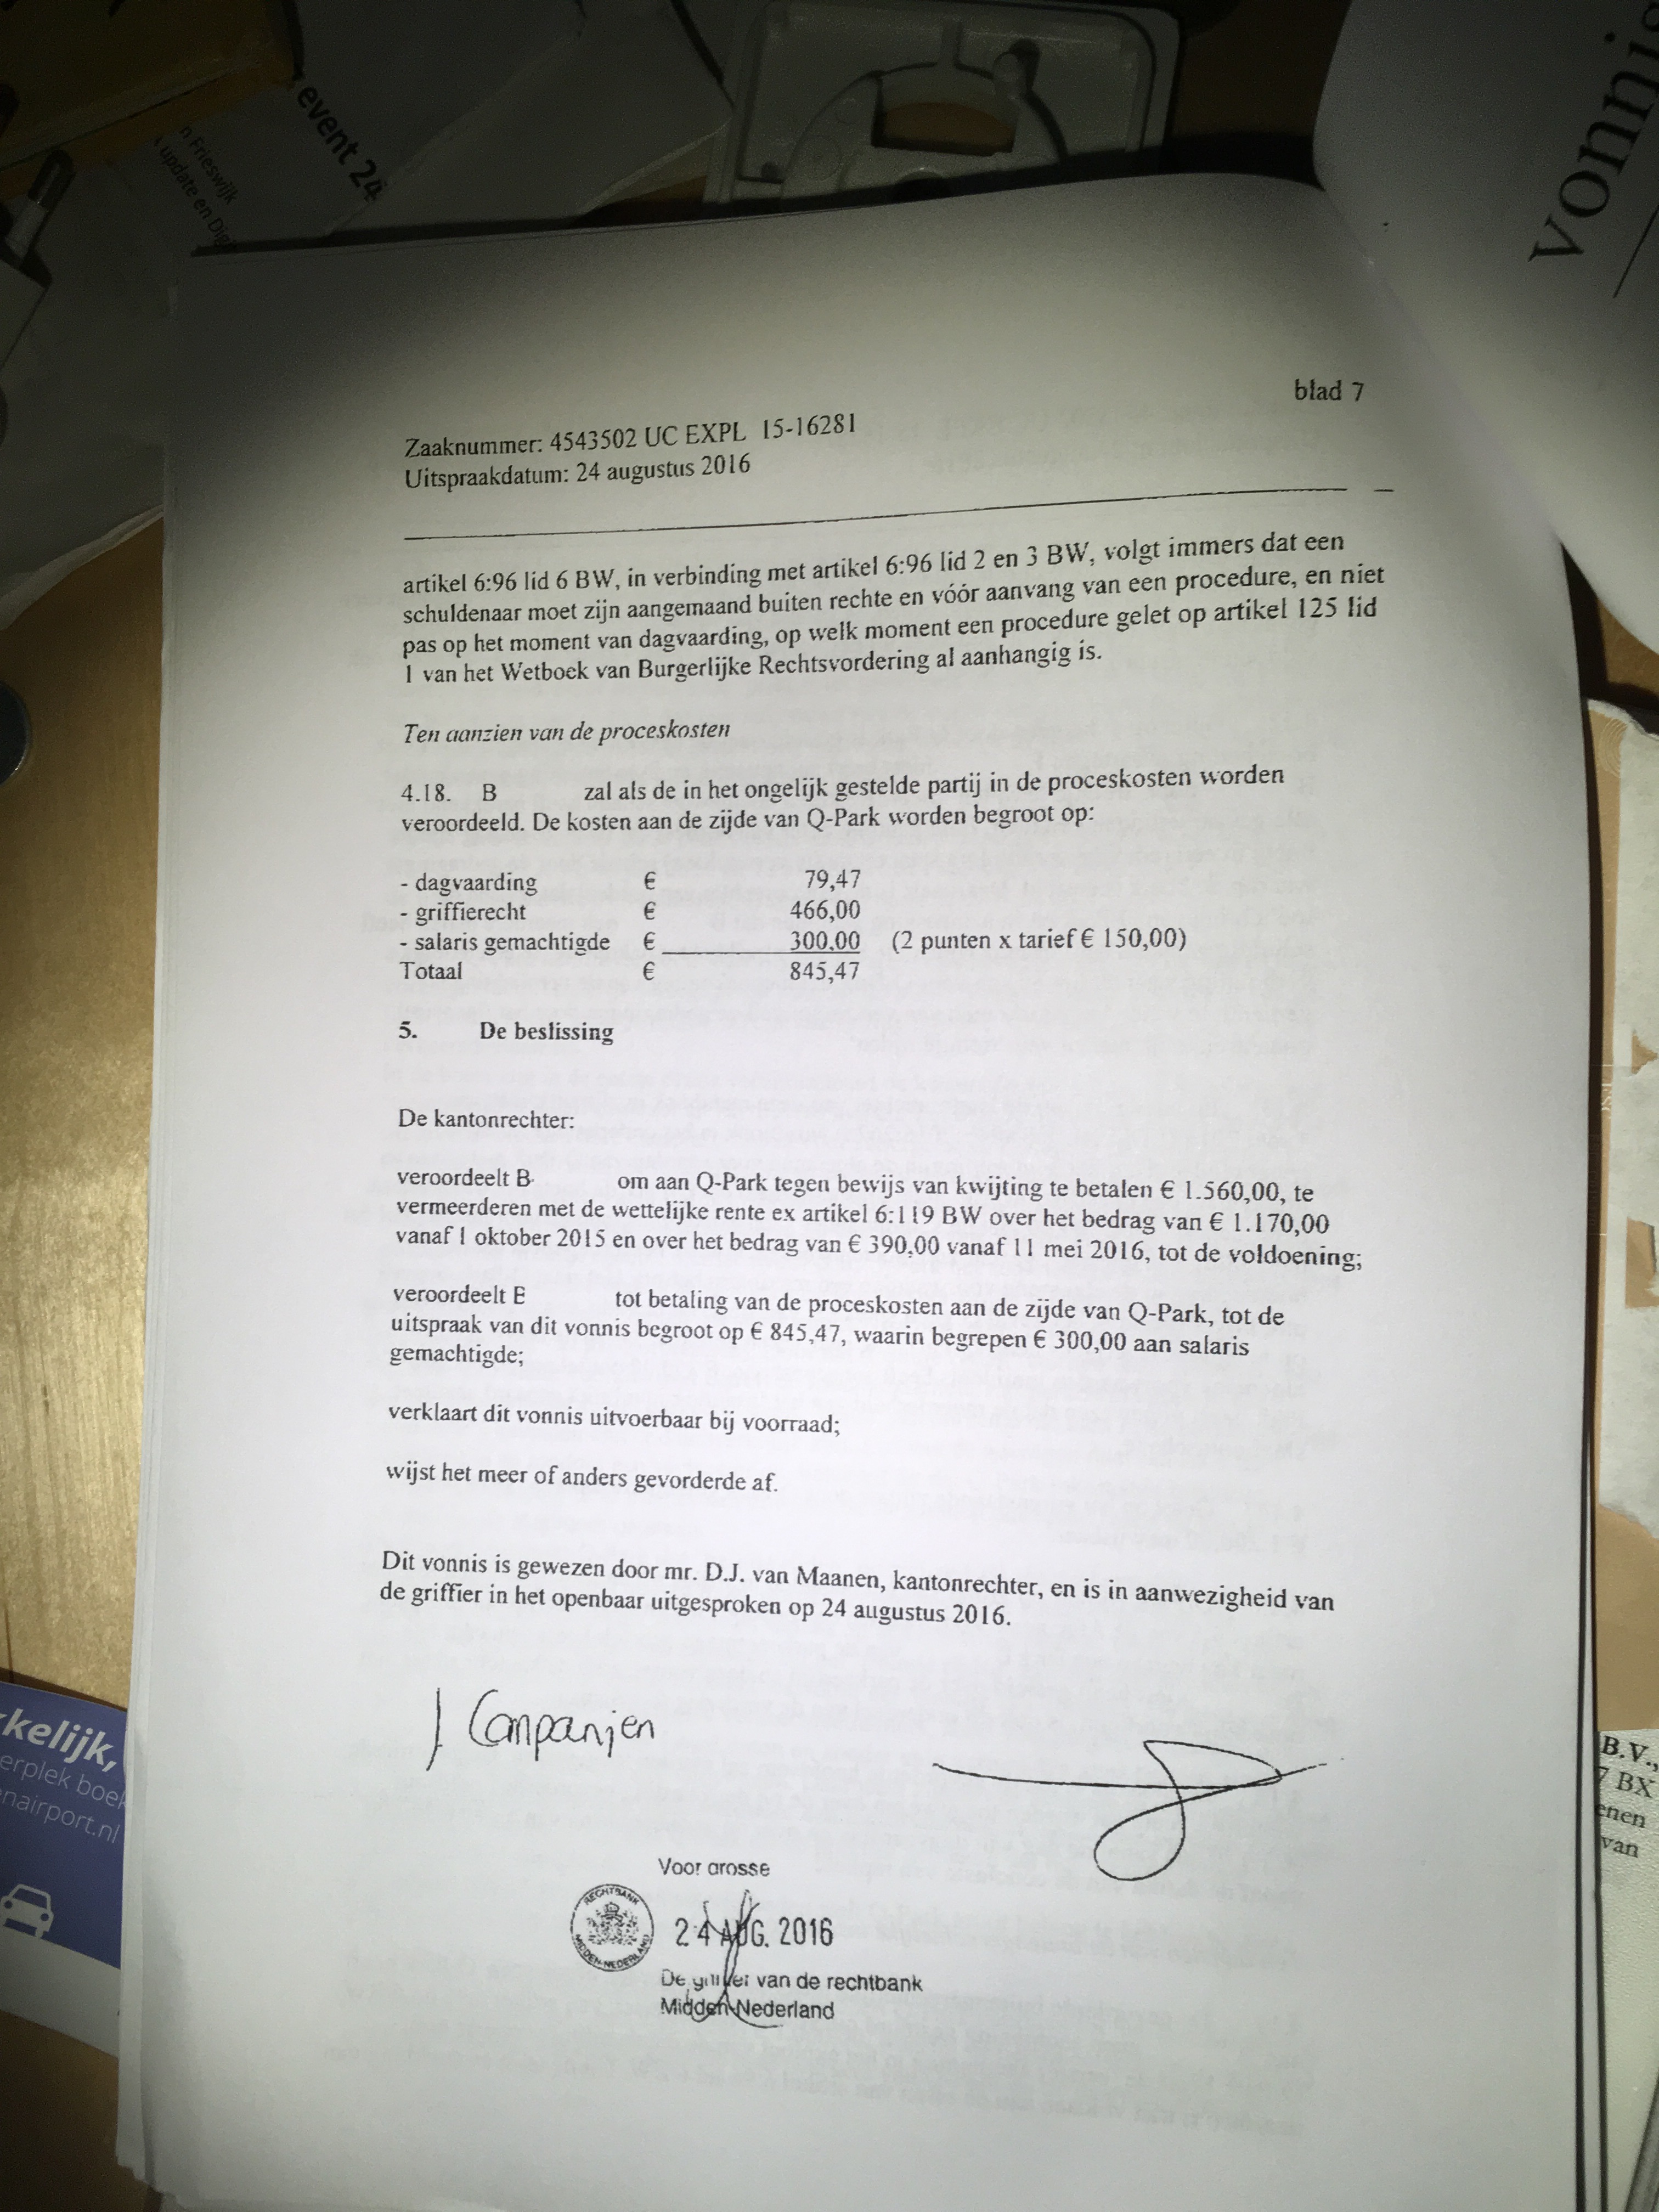 event 24
n Frieswijk
update en Dig
vonnis
blad 7
Zaaknummer: 4543502 UC EXPL 15-16281
Uitspraakdatum: 24 augustus 2016
artikel 6:96 lid 6 BW, in verbinding met artikel 6:96 lid 2 en 3 BW, volgt immers dat een
schuldenaar moet zijn aangemaand buiten rechte en vóór aanvang van een procedure, en niet
pas op het moment van dagvaarding, op welk moment een procedure gelet op artikel 125 lid
1 van het Wetboek van Burgerlijke Rechtsvordering al aanhangig is.
Ten aanzien van de proceskosten
4.18. B zal als de in het ongelijk gestelde partij in de proceskosten worden
veroordeeld. De kosten aan de zijde van Q-Park worden begroot op:
- dagvaarding € 79,47
- griffierecht € 466,00
- salaris gemachtigde € 300,00 (2 punten x tarief € 150,00)
Totaal € 845,47
5. De beslissing
De kantonrechter:
veroordeelt B om aan Q-Park tegen bewijs van kwijting te betalen € 1.560,00, te
vermeerderen met de wettelijke rente ex artikel 6:119 BW over het bedrag van € 1.170,00
vanaf 1 oktober 2015 en over het bedrag van € 390,00 vanaf 11 mei 2016, tot de voldoening;
veroordeelt E tot betaling van de proceskosten aan de zijde van Q-Park, tot de
uitspraak van dit vonnis begroot op € 845,47, waarin begrepen € 300,00 aan salaris
gemachtigde;
verklaart dit vonnis uitvoerbaar bij voorraad;
wijst het meer of anders gevorderde af.
Dit vonnis is gewezen door mr. D.J. van Maanen, kantonrechter, en is in aanwezigheid van
de griffier in het openbaar uitgesproken op 24 augustus 2016.
J Campanjen
Voor grosse
RECHTBANK
MIDDEN-NEDERLAND
24 AUG. 2016
De griffier van de rechtbank
Midden-Nederland
kelijk,
erplek boek
nairport.nl
B.V.,
7 BX
enen
van